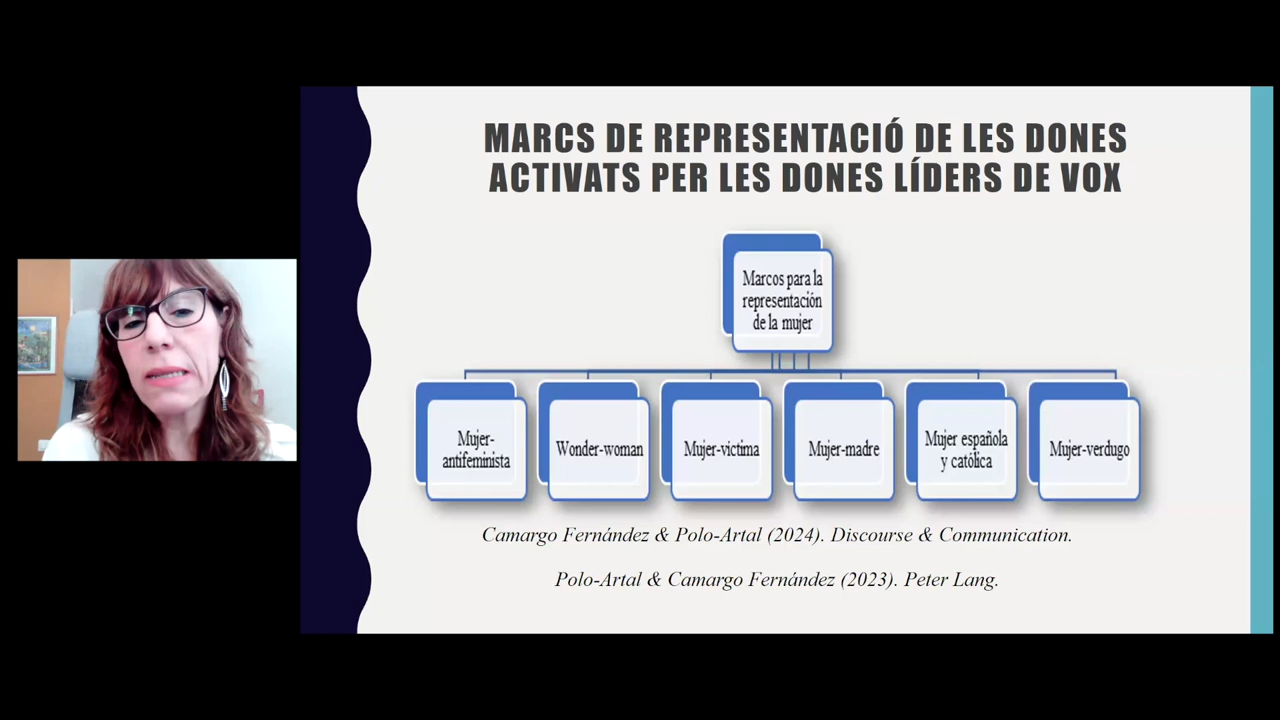 MARCS DE REPRESENTACIÓ DE LES DONES
ACTIVATS PER LES DONES LÍDERS DE VOX
Marcos para la
representación
de la mujer
Mujer-
antifeminista
Wonder-woman
Mujer-víctima
Mujer-madre
Mujer española
y católica
Mujer-verdugo
Camargo Fernández & Polo-Artal (2024). Discourse & Communication.
Polo-Artal & Camargo Fernández (2023). Peter Lang.